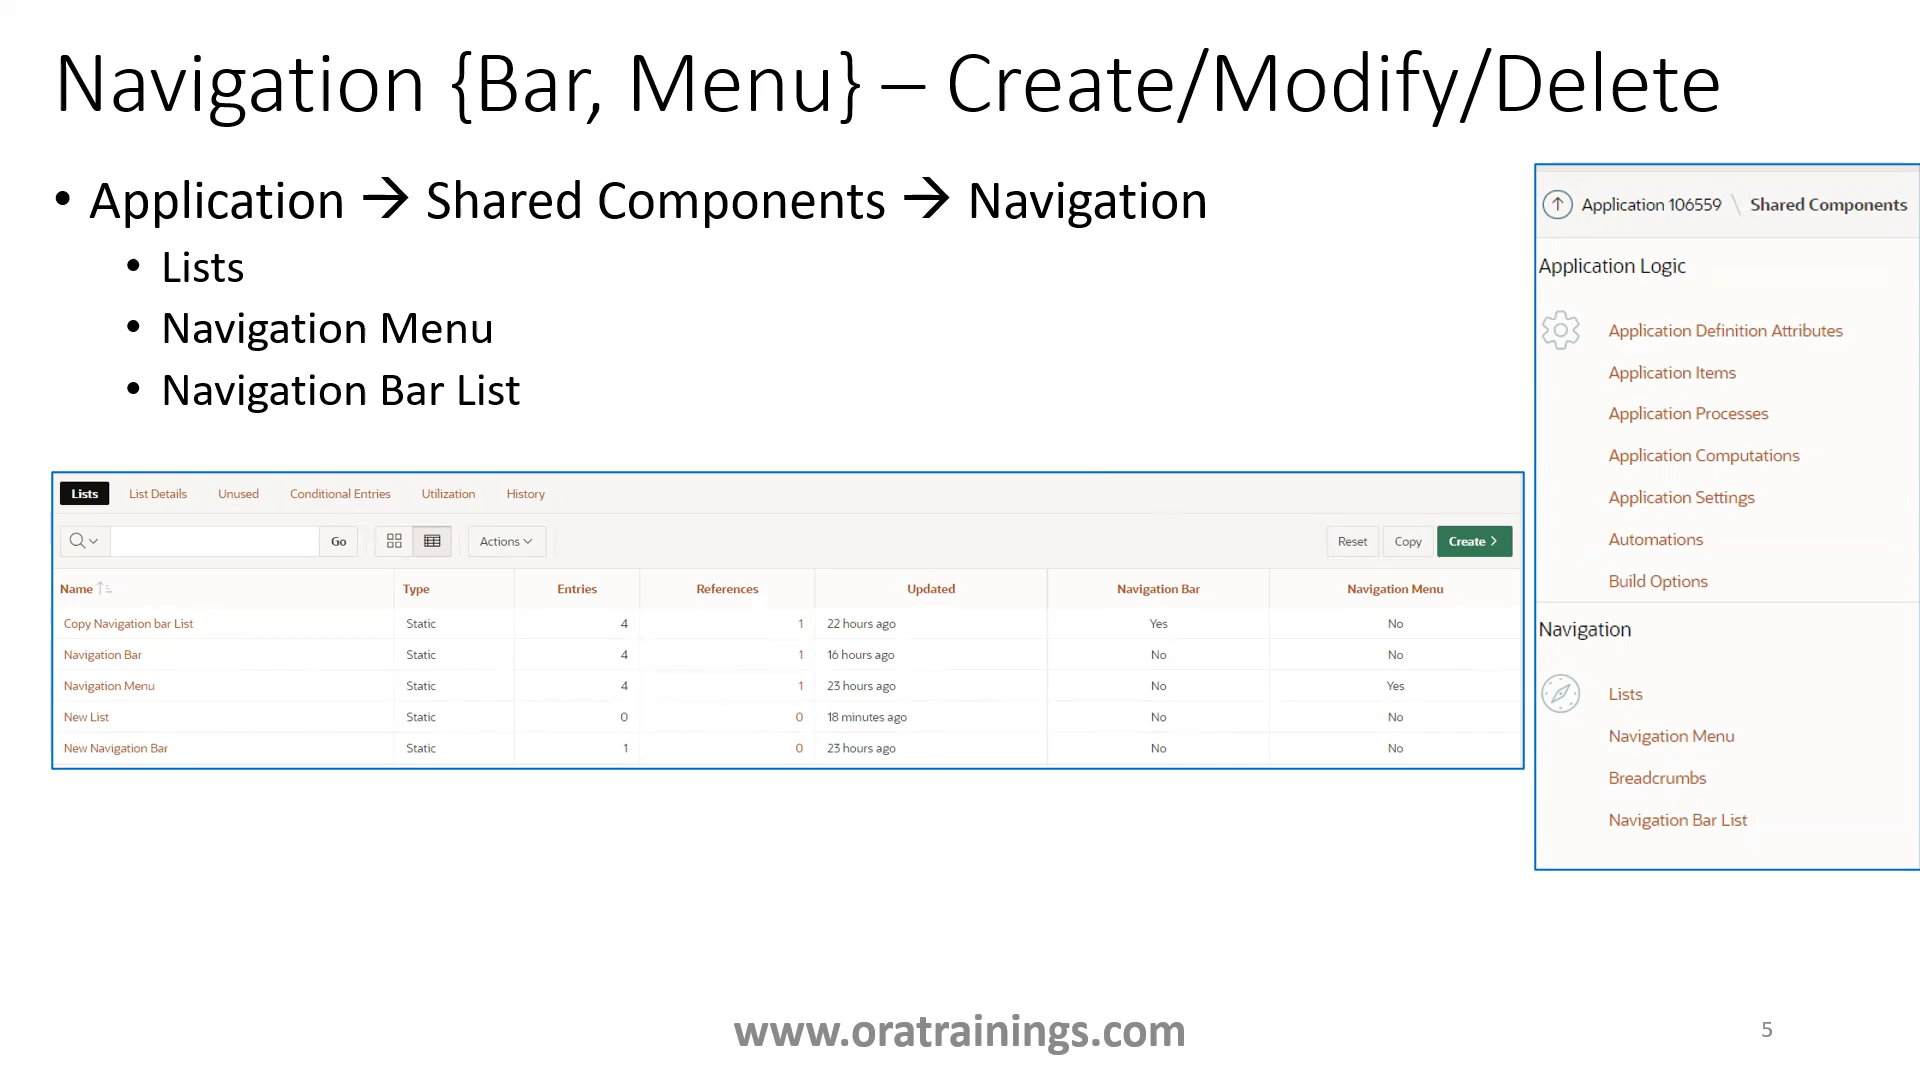 Navigation {Bar, Menu} – Create/Modify/Delete
• Application → Shared Components → Navigation
• Lists
• Navigation Menu
• Navigation Bar List
Lists List Details Unused Conditional Entries Utilization History
Go Actions Reset Copy Create >
Name Type Entries References Updated Navigation Bar Navigation Menu
Copy Navigation bar List Static 4 1 22 hours ago Yes No
Navigation Bar Static 4 1 16 hours ago No No
Navigation Menu Static 4 1 23 hours ago No Yes
New List Static 0 0 18 minutes ago No No
New Navigation Bar Static 1 0 23 hours ago No No
Application 106559 \ Shared Components
Application Logic
Application Definition Attributes
Application Items
Application Processes
Application Computations
Application Settings
Automations
Build Options
Navigation
Lists
Navigation Menu
Breadcrumbs
Navigation Bar List
www.oratrainings.com
5